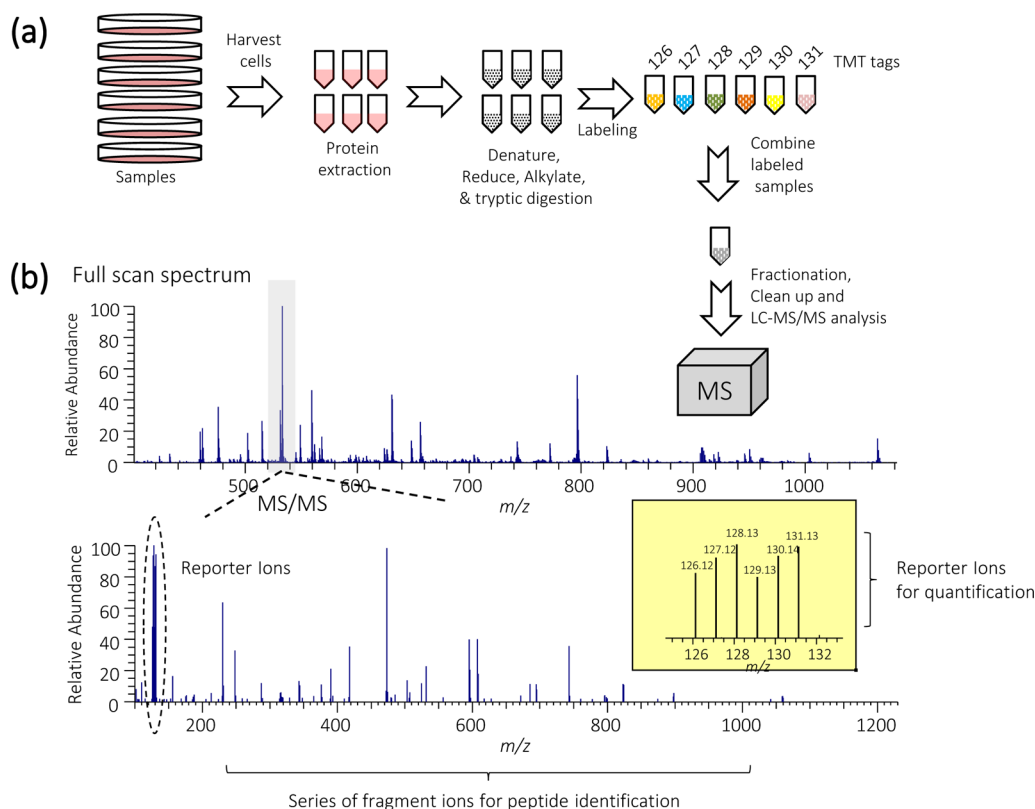 (a)
Harvest
cells
126 127 128 129 130 131
TMT tags
Labeling
Samples
Protein
extraction
Denature,
Reduce, Alkylate,
& tryptic digestion
Combine
labeled
samples
Fractionation,
Clean up and
LC-MS/MS analysis
MS
(b)
Full scan spectrum
Relative Abundance
100
80
60
40
20
0
500 600 700 800 900 1000
m/z
MS/MS
Reporter Ions
Relative Abundance
100
80
60
40
20
0
200 400 600 800 1000 1200
m/z
126.12
127.12
128.13
129.13
130.14
131.13
126 128 130 132
m/z
Reporter Ions
for quantification
Series of fragment ions for peptide identification